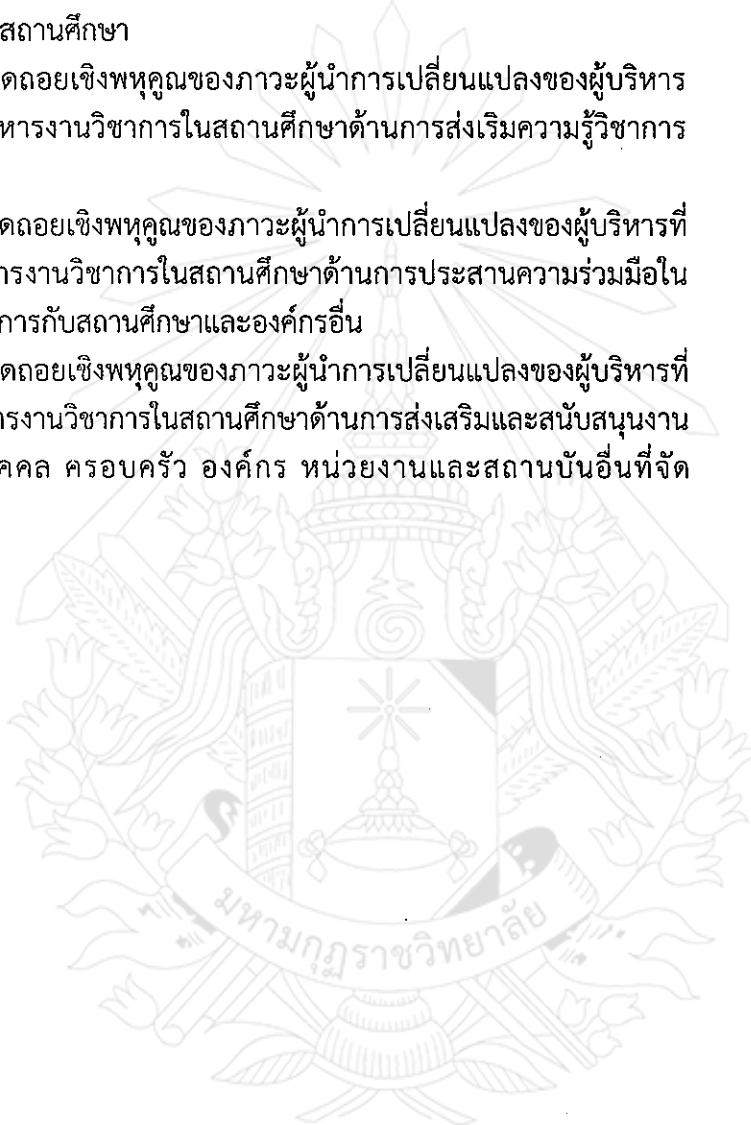 สถานศึกษา
ดถอยเชิงพหุคูณของภาวะผู้นำการเปลี่ยนแปลงของผู้บริหาร
หารงานวิชาการในสถานศึกษาด้านการส่งเริมความรู้วิชาการ
ดถอยเชิงพหุคูณของภาวะผู้นำการเปลี่ยนแปลงของผู้บริหารที่
ารงานวิชาการในสถานศึกษาด้านการประสานความร่วมมือใน
การกับสถานศึกษาและองค์กรอื่น
ดถอยเชิงพหุคูณของภาวะผู้นำการเปลี่ยนแปลงของผู้บริหารที่
ารงานวิชาการในสถานศึกษาด้านการส่งเสริมและสนับสนุนงาน
คคล ครอบครัว องค์กร หน่วยงานและสถานบันอื่นที่จัด
มหามกุฏราชวิทยาลัย